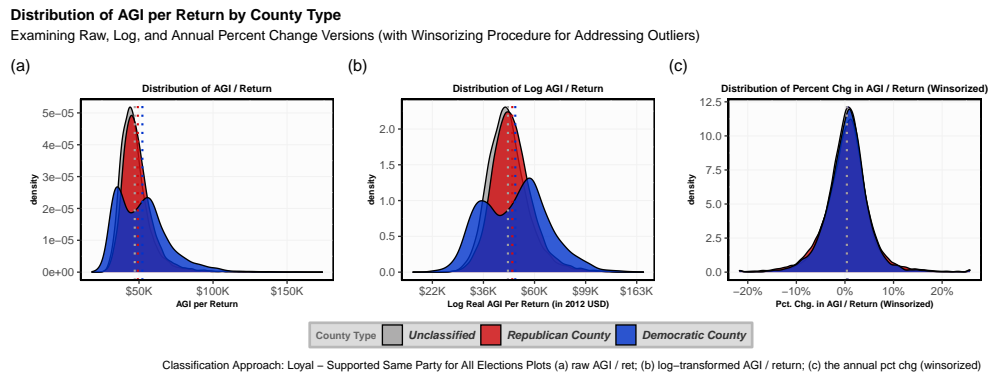 Distribution of AGI per Return by County Type
Examining Raw, Log, and Annual Percent Change Versions (with Winsorizing Procedure for Addressing Outliers)
(a)
Distribution of AGI / Return
density
5e−05
4e−05
3e−05
2e−05
1e−05
0e+00
$50K
$100K
$150K
AGI per Return
(b)
Distribution of Log AGI / Return
density
2.0
1.5
1.0
0.5
0.0
$22K
$36K
$60K
$99K
$163K
Log Real AGI Per Return (in 2012 USD)
(c)
Distribution of Percent Chg in AGI / Return (Winsorized)
density
12.5
10.0
7.5
5.0
2.5
0.0
−20%
−10%
0%
10%
20%
Pct. Chg. in AGI / Return (Winsorized)
County Type
Unclassified
Republican County
Democratic County
Classification Approach: Loyal − Supported Same Party for All Elections Plots (a) raw AGI / ret; (b) log−transformed AGI / return; (c) the annual pct chg (winsorized)